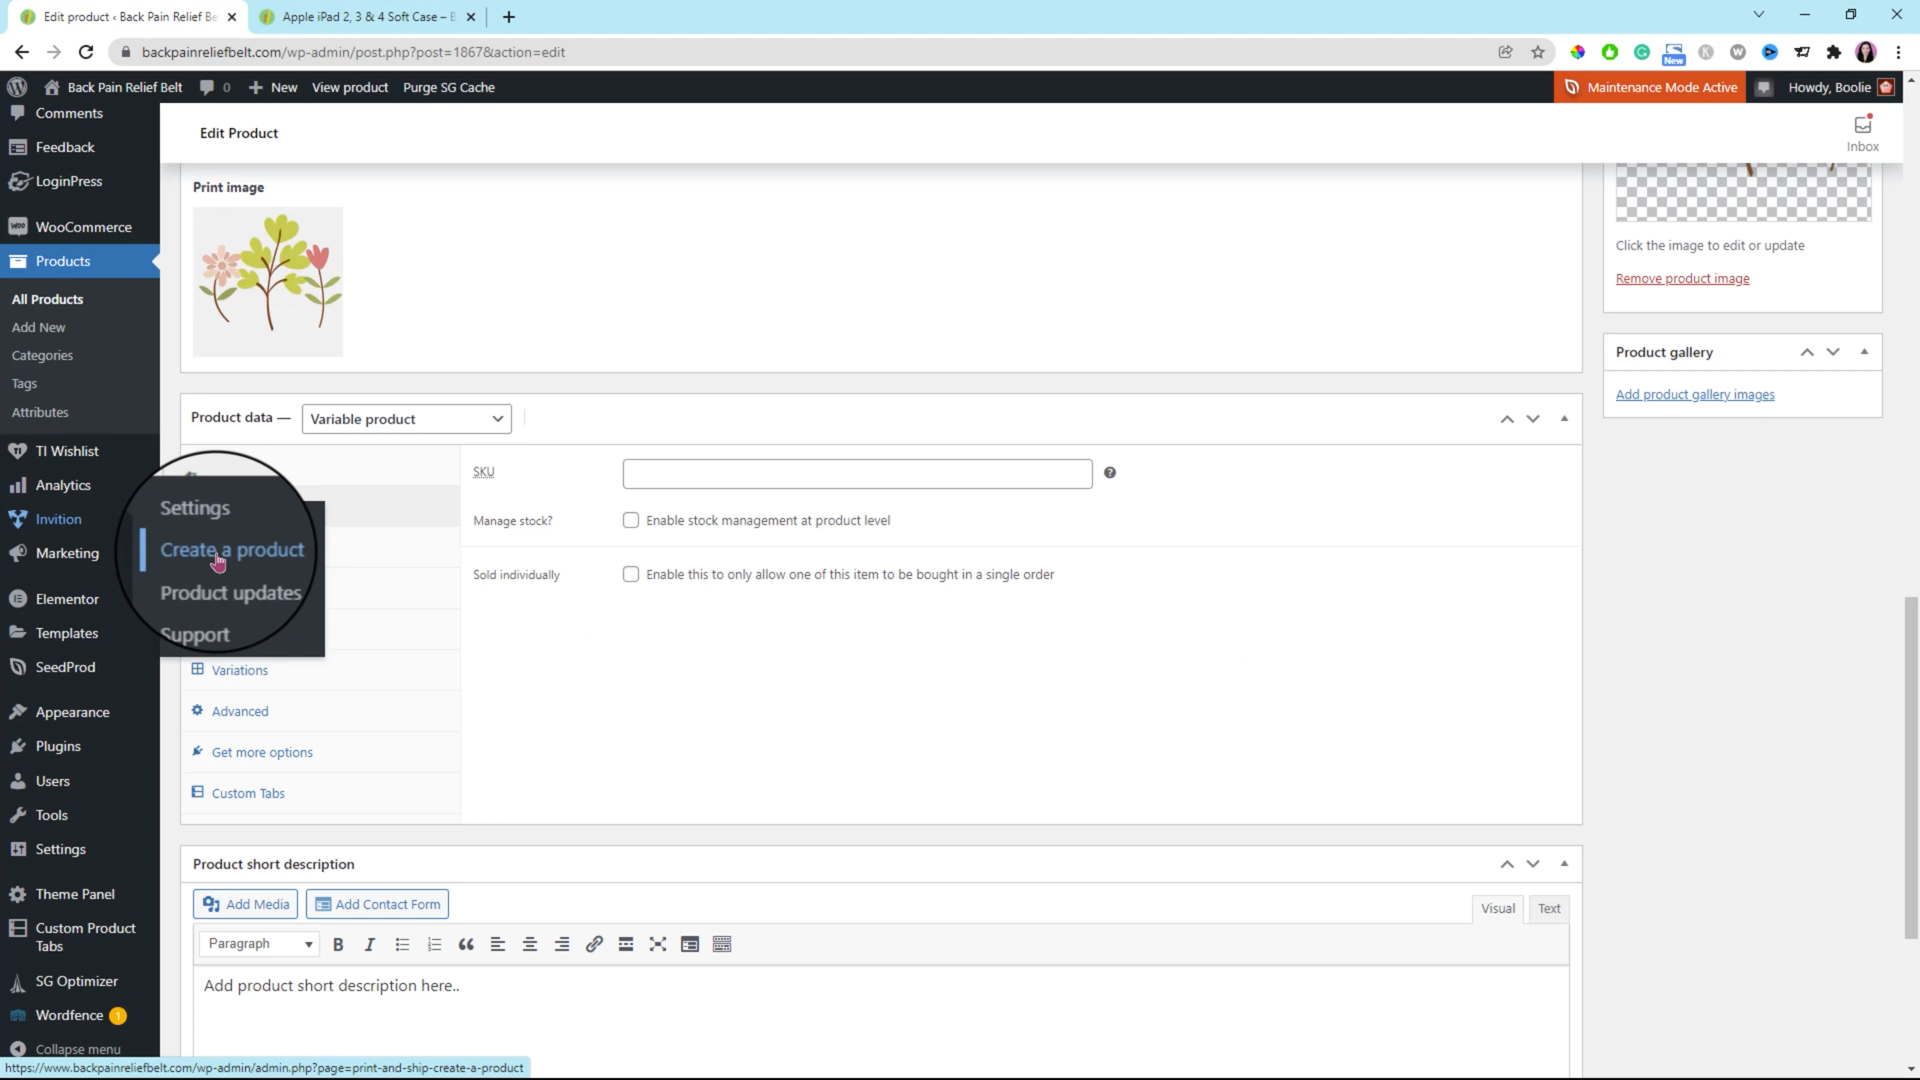 Edit product ‹ Back Pain Relief Be
Apple iPad 2, 3 & 4 Soft Case – B
backpainreliefbelt.com/wp-admin/post.php?post=1867&action=edit
New
Back Pain Relief Belt
0
New
View product
Purge SG Cache
Maintenance Mode Active
Howdy, Boolie
Comments
Feedback
LoginPress
WooCommerce
Products
All Products
Add New
Categories
Tags
Attributes
TI Wishlist
Analytics
Invition
Marketing
Elementor
Templates
SeedProd
Appearance
Plugins
Users
Tools
Settings
Theme Panel
Custom Product
Tabs
SG Optimizer
Wordfence 1
Collapse menu
Settings
Create a product
Product updates
Support
Edit Product
Inbox
Print image
Product data —
Variable product
Variations
Advanced
Get more options
Custom Tabs
SKU
Manage stock?
Enable stock management at product level
Sold individually
Enable this to only allow one of this item to be bought in a single order
Product short description
Add Media
Add Contact Form
Visual
Text
Paragraph
B
I
Add product short description here..
Click the image to edit or update
Remove product image
Product gallery
Add product gallery images
https://www.backpainreliefbelt.com/wp-admin/admin.php?page=print-and-ship-create-a-product